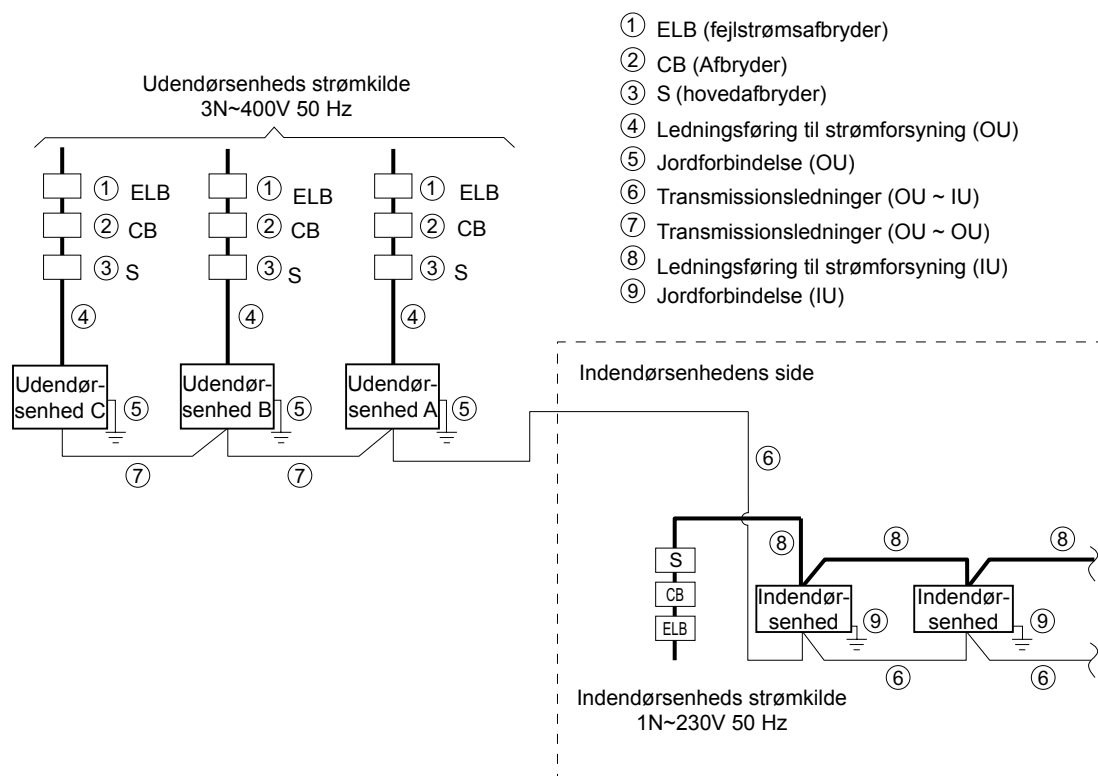 ① ELB (fejlstrømsafbryder)
② CB (Afbryder)
③ S (hovedafbryder)
④ Ledningsføring til strømforsyning (OU)
⑤ Jordforbindelse (OU)
⑥ Transmissionsledninger (OU ~ IU)
⑦ Transmissionsledninger (OU ~ OU)
⑧ Ledningsføring til strømforsyning (IU)
⑨ Jordforbindelse (IU)
Udendørsenheds strømkilde
3N~400V 50 Hz
① ELB ① ELB ① ELB
② CB ② CB ② CB
③ S ③ S ③ S
④ ④ ④
Udendør-
senhed C ⑤
Udendør-
senhed B ⑤
Udendør-
senhed A ⑤
⑦ ⑦
Indendørsenhedens side
⑥
⑧ ⑧ ⑧
S
CB
ELB
Indendør-
senhed ⑨
Indendør-
senhed ⑨
⑥ ⑥
Indendørsenheds strømkilde
1N~230V 50 Hz